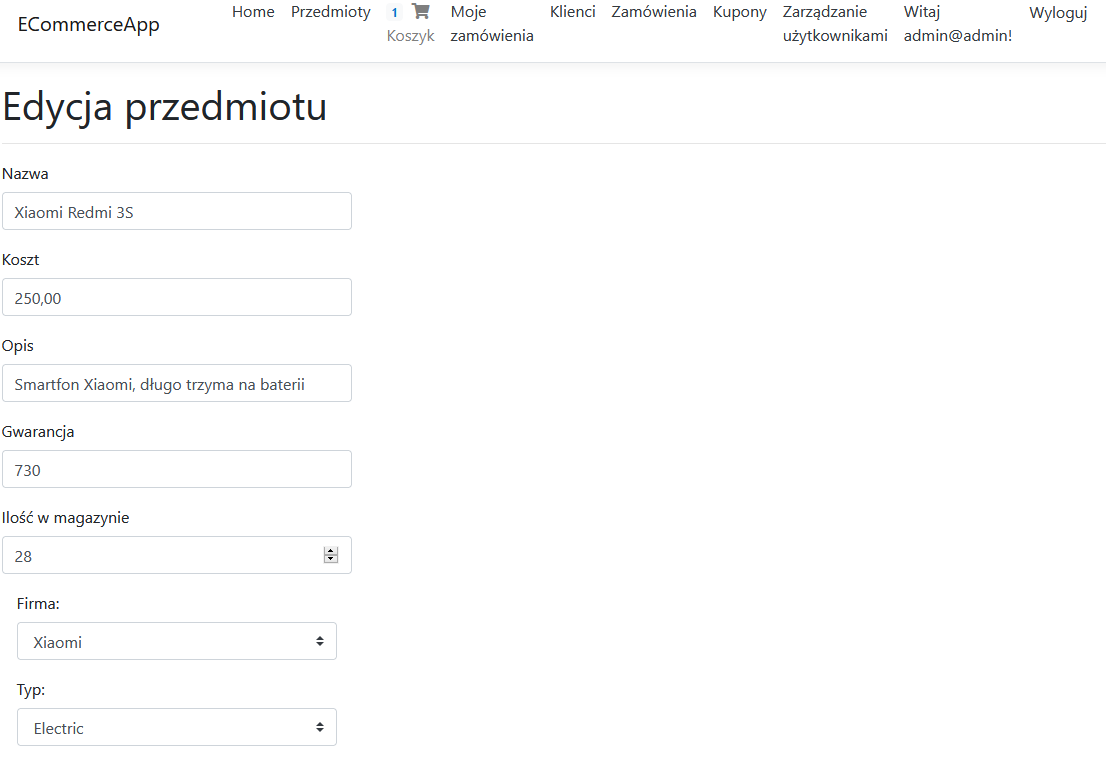 ECommerceApp
Home
Przedmioty
1
Koszyk
Moje
zamówienia
Klienci
Zamówienia
Kupony
Zarządzanie
użytkownikami
Witaj
admin@admin!
Wyloguj
Edycja przedmiotu
Nazwa
Xiaomi Redmi 3S
Koszt
250,00
Opis
Smartfon Xiaomi, długo trzyma na baterii
Gwarancja
730
Ilość w magazynie
28
Firma:
Xiaomi
Typ:
Electric